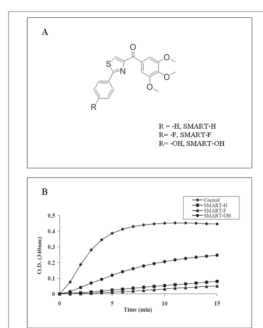 A
O
O
S
N
O
O
R
R = -H, SMART-H
R= -F, SMART-F
R= -OH, SMART-OH
B
Control
SMART-H
SMART-F
SMART-OH
0.5
0.4
0.3
0.2
0.1
0
O.D. (340nm)
0 5 10 15
Time (min)